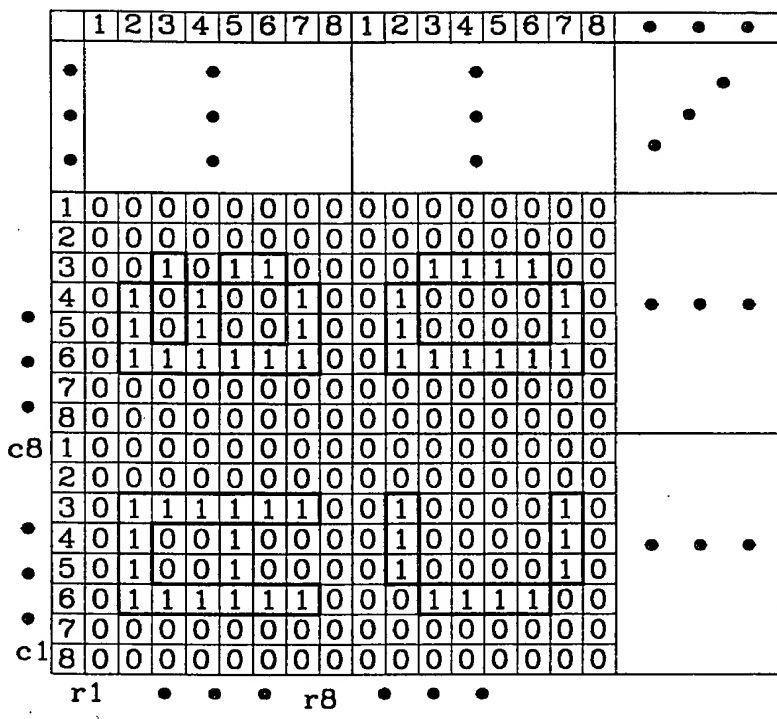 1 2 3 4 5 6 7 8 1 2 3 4 5 6 7 8
1 0 0 0 0 0 0 0 0 0 0 0 0 0 0 0 0
2 0 0 0 0 0 0 0 0 0 0 0 0 0 0 0 0
3 0 0 1 0 1 1 0 0 0 0 1 1 1 1 0 0
4 0 1 0 1 0 0 1 0 0 1 0 0 0 0 1 0
5 0 1 0 1 0 0 1 0 0 1 0 0 0 0 1 0
6 0 1 1 1 1 1 1 0 0 1 1 1 1 1 1 0
7 0 0 0 0 0 0 0 0 0 0 0 0 0 0 0 0
8 0 0 0 0 0 0 0 0 0 0 0 0 0 0 0 0
c8 1 0 0 0 0 0 0 0 0 0 0 0 0 0 0 0 0
2 0 0 0 0 0 0 0 0 0 0 0 0 0 0 0 0
3 0 1 1 1 1 1 1 0 0 1 0 0 0 0 1 0
4 0 1 0 0 1 0 0 0 0 1 0 0 0 0 1 0
5 0 1 0 0 1 0 0 0 0 1 0 0 0 0 1 0
6 0 1 1 1 1 1 1 0 0 0 1 1 1 1 0 0
7 0 0 0 0 0 0 0 0 0 0 0 0 0 0 0 0
c1 8 0 0 0 0 0 0 0 0 0 0 0 0 0 0 0 0
r1 r8